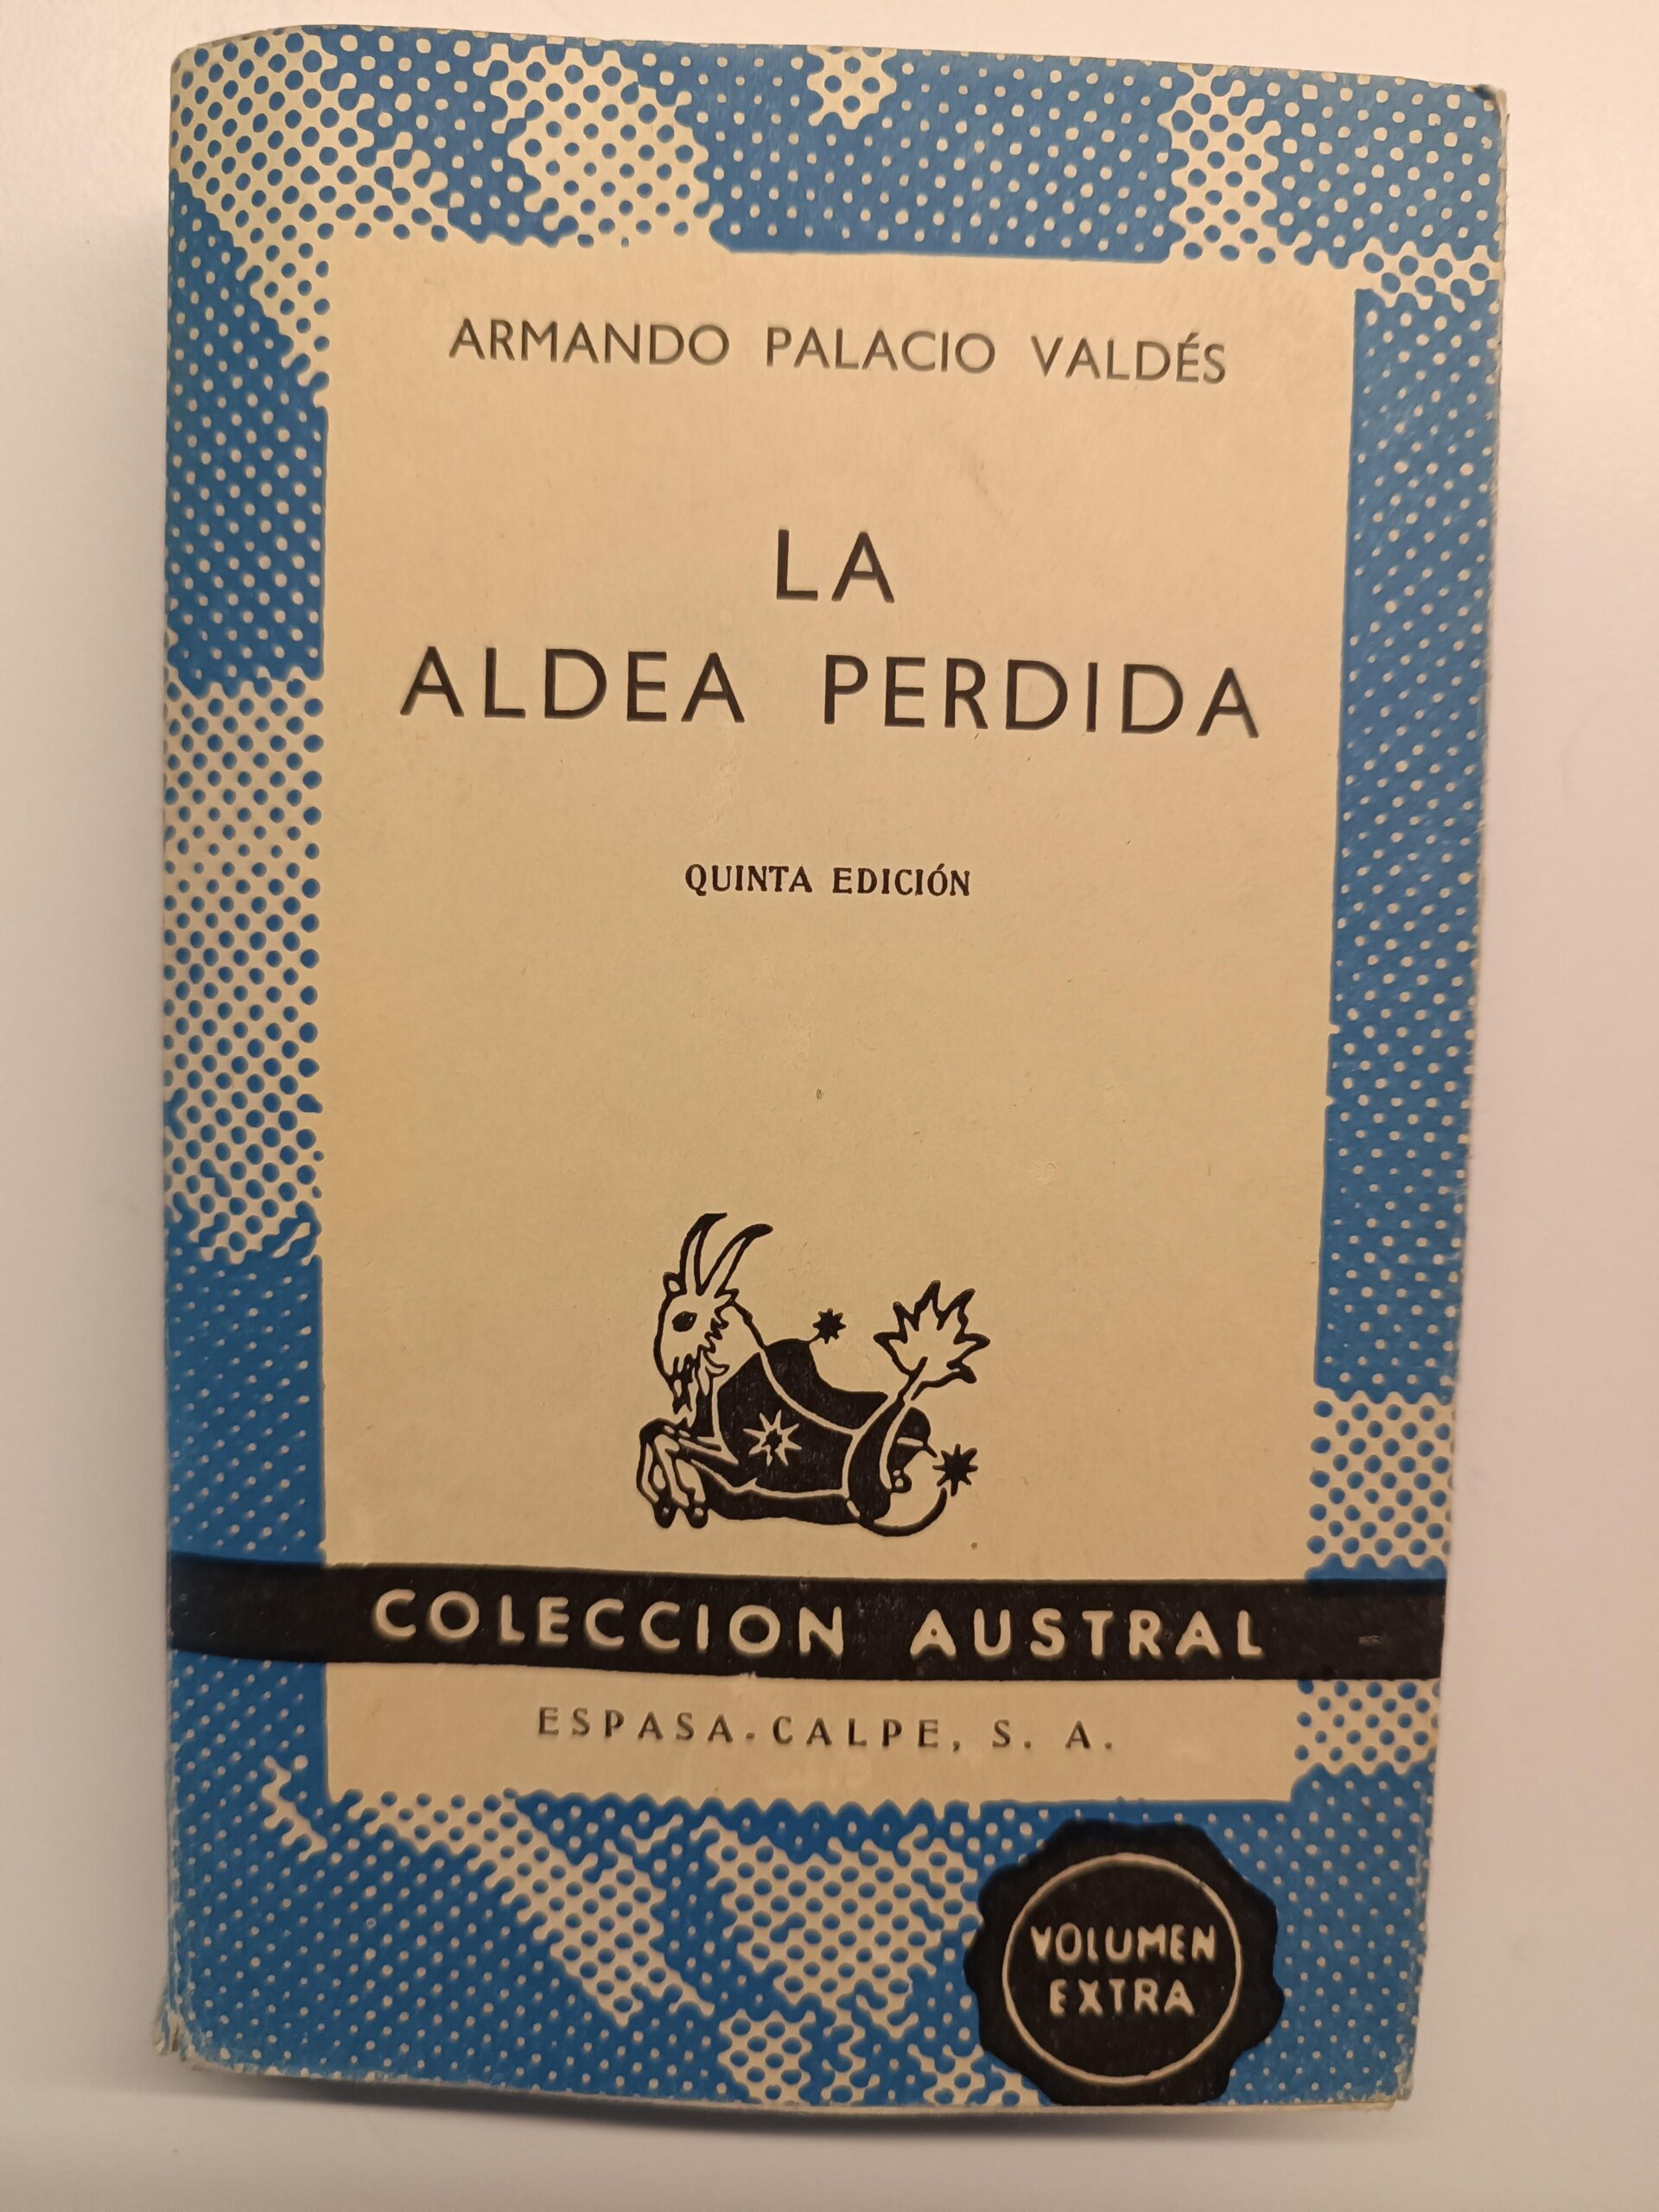 ARMANDO PALACIO VALDÉS
LA
ALDEA PERDIDA
QUINTA EDICIÓN
COLECCION AUSTRAL
ESPASA-CALPE, S. A.
VOLUMEN
EXTRA